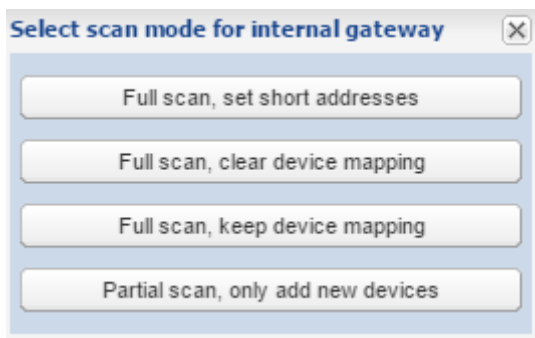 Select scan mode for internal gateway
Full scan, set short addresses
Full scan, clear device mapping
Full scan, keep device mapping
Partial scan, only add new devices